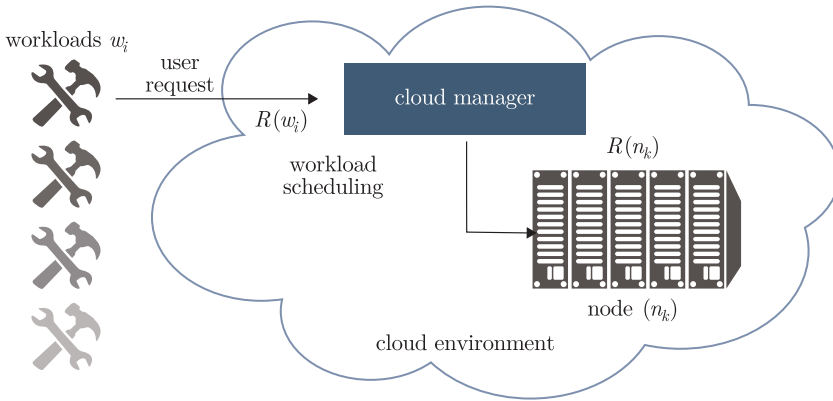 workloads w_i
user
request
R(w_i)
cloud manager
workload
scheduling
R(n_k)
node (n_k)
cloud environment